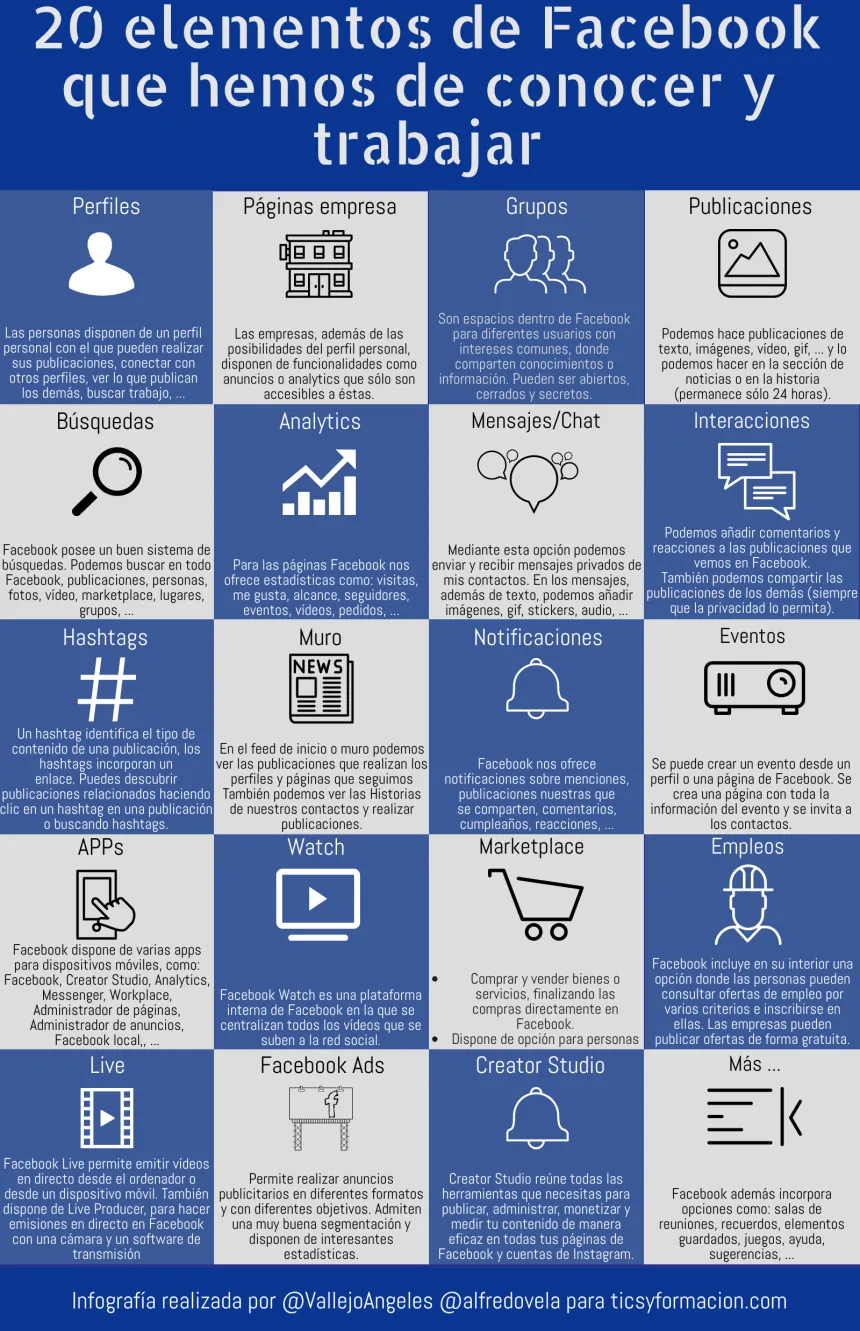 20 elementos de Facebook
que hemos de conocer y
trabajar
Perfiles
Las personas disponen de un perfil
personal con el que pueden realizar
sus publicaciones, conectar con
otros perfiles, ver lo que publican
los demás, buscar trabajo, ...
Páginas empresa
Las empresas, además de las
posibilidades del perfil personal,
disponen de funcionalidades como
anuncios o analytics que sólo son
accesibles a éstas.
Grupos
Son espacios dentro de Facebook
para diferentes usuarios con
intereses comunes, donde
comparten conocimientos o
información. Pueden ser abiertos,
cerrados y secretos.
Publicaciones
Podemos hace publicaciones de
texto, imágenes, vídeo, gif, ... y lo
podemos hacer en la sección de
noticias o en la historia
(permanece sólo 24 horas).
Búsquedas
Facebook posee un buen sistema de
búsquedas. Podemos buscar en todo
Facebook, publicaciones, personas,
fotos, vídeo, marketplace, lugares,
grupos, ...
Analytics
Para las páginas Facebook nos
ofrece estadísticas como: visitas,
me gusta, alcance, seguidores,
eventos, vídeos, pedidos, ...
Mensajes/Chat
Mediante esta opción podemos
enviar y recibir mensajes privados de
mis contactos. En los mensajes,
además de texto, podemos añadir
imágenes, gif, stickers, audio, ...
Interacciones
Podemos añadir comentarios y
reacciones a las publicaciones que
vemos en Facebook.
También podemos compartir las
publicaciones de los demás (siempre
que la privacidad lo permita).
Hashtags
#
Un hashtag identifica el tipo de
contenido de una publicación, los
hashtags incorporan un
enlace. Puedes descubrir
publicaciones relacionados haciendo
clic en un hashtag en una publicación
o buscando hashtags.
Muro
NEWS
En el feed de inicio o muro podemos
ver las publicaciones que realizan los
perfiles y páginas que seguimos
También podemos ver las Historias
de nuestros contactos y realizar
publicaciones.
Notificaciones
Facebook nos ofrece
notificaciones sobre menciones,
publicaciones nuestras que
se comparten, comentarios,
cumpleaños, reacciones, ...
Eventos
Se puede crear un evento desde un
perfil o una página de Facebook. Se
crea una página con toda la
información del evento y se invita a
los contactos.
APPs
Facebook dispone de varias apps
para dispositivos móviles, como:
Facebook, Creator Studio, Analytics,
Messenger, Workplace,
Administrador de páginas,
Administrador de anuncios,
Facebook local,, ...
Watch
Facebook Watch es una plataforma
interna de Facebook en la que se
centralizan todos los vídeos que se
suben a la red social.
Marketplace
• Comprar y vender bienes o
servicios, finalizando las
compras directamente en
Facebook.
• Dispone de opción para personas
Empleos
Facebook incluye en su interior una
opción donde las personas pueden
consultar ofertas de empleo por
varios criterios e inscribirse en
ellas. Las empresas pueden
publicar ofertas de forma gratuita.
Live
Facebook Live permite emitir vídeos
en directo desde el ordenador o
desde un dispositivo móvil. También
dispone de Live Producer, para hacer
emisiones en directo en Facebook
con una cámara y un software de
transmisión
Facebook Ads
f
Permite realizar anuncios
publicitarios en diferentes formatos
y con diferentes objetivos. Admiten
una muy buena segmentación y
disponen de interesantes
estadísticas.
Creator Studio
Creator Studio reúne todas las
herramientas que necesitas para
publicar, administrar, monetizar y
medir tu contenido de manera
eficaz en todas tus páginas de
Facebook y cuentas de Instagram.
Más ...
Facebook además incorpora
opciones como: salas de
reuniones, recuerdos, elementos
guardados, juegos, ayuda,
sugerencias, ...
Infografía realizada por @VallejoAngeles @alfredovela para ticsyformacion.com